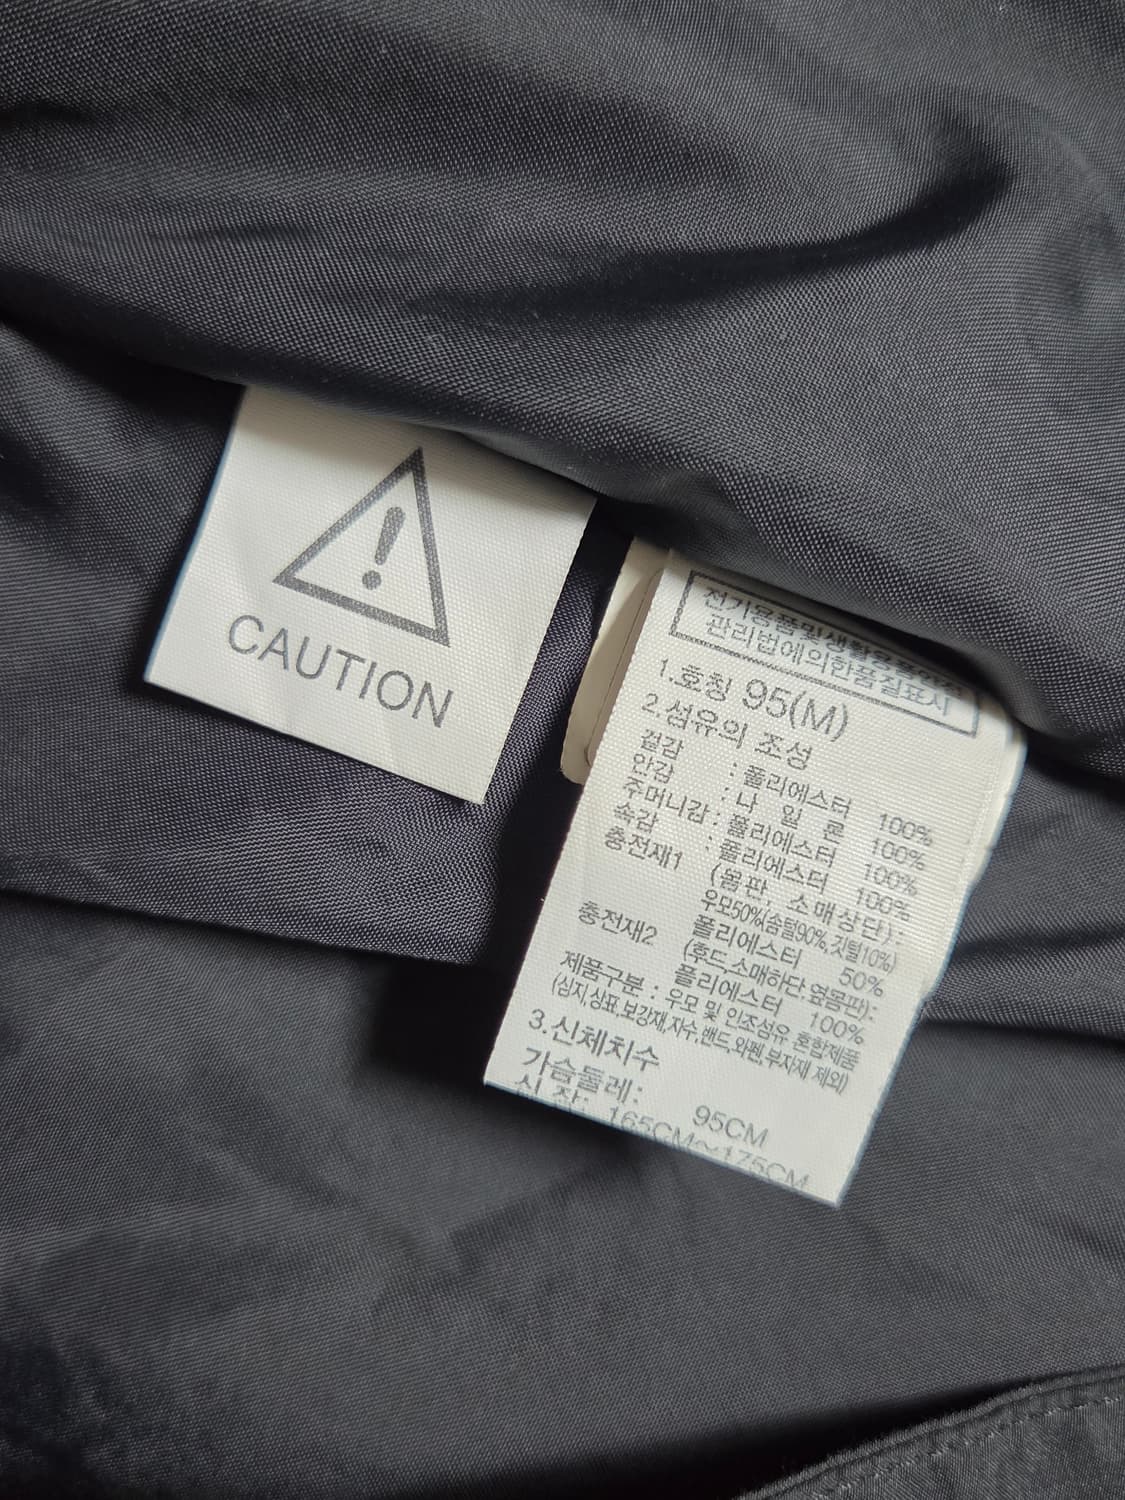 CAUTION
전기용품및생활용품안전
관리법에의한품질표시
1.호칭 95(M)
2.섬유의 조성
겉감 : 폴리에스터 100%
안감 : 나 일 론 100%
주머니감 : 폴리에스터 100%
속감 : 폴리에스터 100%
충전재1 (몸판, 소매상단):
우모50%(솜털90%,깃털10%)
폴리에스터 50%
충전재2 (후드,소매하단,옆몸판):
폴리에스터 100%
제품구분 : 우모 및 인조섬유 혼합제품
(심지,상표,보강재,자수,밴드,와펜,부자재 제외)
3.신체치수
가슴둘레: 95CM
신 장: 165CM~175CM